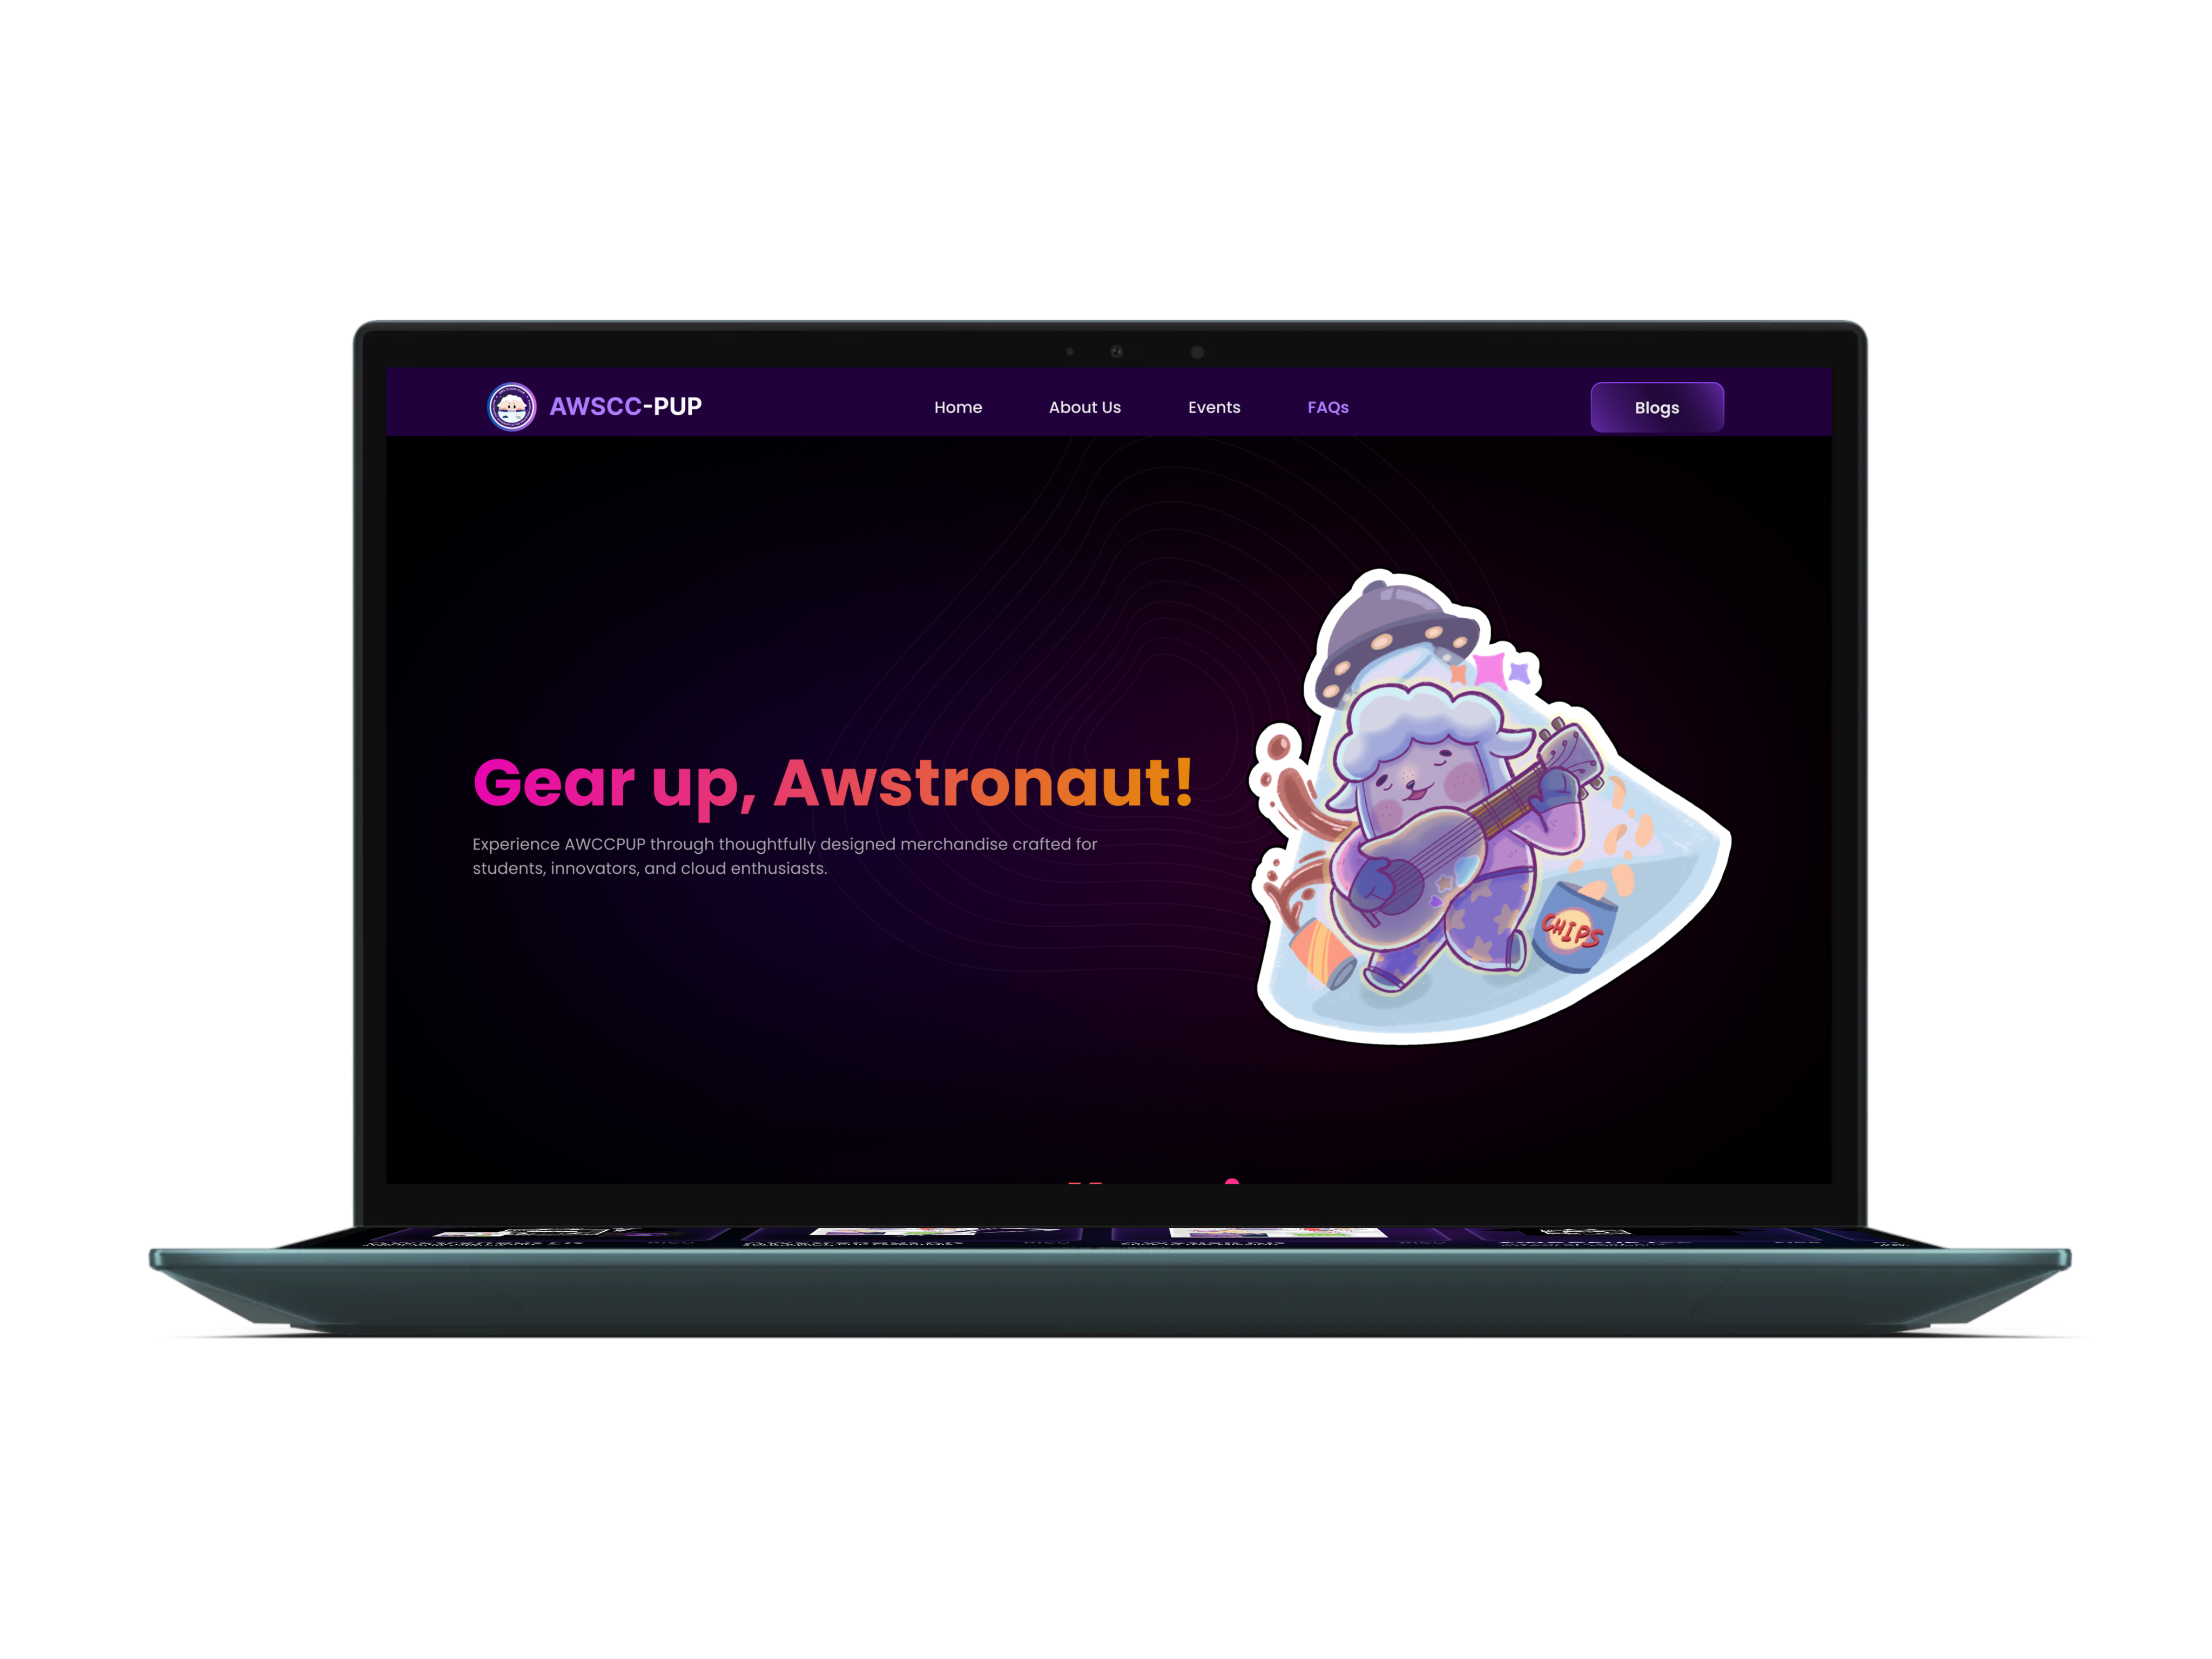 AWSCC-PUP
Home
About Us
Events
FAQs
Blogs
Gear up, Awstronaut!
Experience AWCCPUP through thoughtfully designed merchandise crafted for
students, innovators, and cloud enthusiasts.
CHIPS